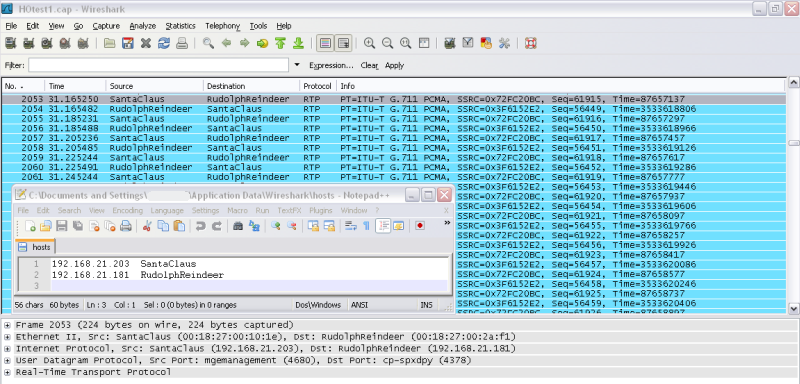 HOtest1.cap - Wireshark
File Edit View Go Capture Analyze Statistics Telephony Tools Help
Filter: Expression... Clear Apply
No. Time Source Destination Protocol Info
2053 31.165250 SantaClaus RudolphReindeer RTP PT=ITU-T G.711 PCMA, SSRC=0x72FC20BC, Seq=61915, Time=87657137
2054 31.165482 RudolphReindeer SantaClaus RTP PT=ITU-T G.711 PCMA, SSRC=0x3F6152E2, Seq=56449, Time=3533618806
2055 31.185231 SantaClaus RudolphReindeer RTP PT=ITU-T G.711 PCMA, SSRC=0x72FC20BC, Seq=61916, Time=87657297
2056 31.185488 RudolphReindeer SantaClaus RTP PT=ITU-T G.711 PCMA, SSRC=0x3F6152E2, Seq=56450, Time=3533618966
2057 31.205236 SantaClaus RudolphReindeer RTP PT=ITU-T G.711 PCMA, SSRC=0x72FC20BC, Seq=61917, Time=87657457
2058 31.205485 RudolphReindeer SantaClaus RTP PT=ITU-T G.711 PCMA, SSRC=0x3F6152E2, Seq=56451, Time=3533619126
2059 31.225244 SantaClaus RudolphReindeer RTP PT=ITU-T G.711 PCMA, SSRC=0x72FC20BC, Seq=61918, Time=87657617
2060 31.225491 RudolphReindeer SantaClaus RTP PT=ITU-T G.711 PCMA, SSRC=0x3F6152E2, Seq=56452, Time=3533619286
2061 31.245244 SantaClaus RudolphReindeer RTP PT=ITU-T G.711 PCMA, SSRC=0x72FC20BC, Seq=61919, Time=87657777
SSRC=0x3F6152E2, Seq=56453, Time=3533619446
SSRC=0x72FC20BC, Seq=61920, Time=87657937
SSRC=0x3F6152E2, Seq=56454, Time=3533619606
SSRC=0x72FC20BC, Seq=61921, Time=87658097
SSRC=0x3F6152E2, Seq=56455, Time=3533619766
SSRC=0x72FC20BC, Seq=61922, Time=87658257
SSRC=0x3F6152E2, Seq=56456, Time=3533619926
SSRC=0x72FC20BC, Seq=61923, Time=87658417
SSRC=0x3F6152E2, Seq=56457, Time=3533620086
SSRC=0x72FC20BC, Seq=61924, Time=87658577
SSRC=0x3F6152E2, Seq=56458, Time=3533620246
SSRC=0x72FC20BC, Seq=61925, Time=87658737
SSRC=0x3F6152E2, Seq=56459, Time=3533620406
SSRC=0x72FC20BC, Seq=61926, Time=87658897
C:\Documents and Settings\ \Application Data\Wireshark\hosts - Notepad++
File Edit Search View Encoding Language Settings Macro Run TextFX Plugins Window ? X
hosts
1 192.168.21.203 SantaClaus
2 192.168.21.181 RudolphReindeer
3
56 chars 60 bytes Ln : 3 Col : 1 Sel : 0 (0 bytes) in 0 ranges Dos\Windows ANSI INS
Frame 2053 (224 bytes on wire, 224 bytes captured)
Ethernet II, Src: SantaClaus (00:18:27:00:10:1e), Dst: RudolphReindeer (00:18:27:00:2a:f1)
Internet Protocol, Src: SantaClaus (192.168.21.203), Dst: RudolphReindeer (192.168.21.181)
User Datagram Protocol, Src Port: mgemanagement (4680), Dst Port: cp-spxdpy (4378)
Real-Time Transport Protocol